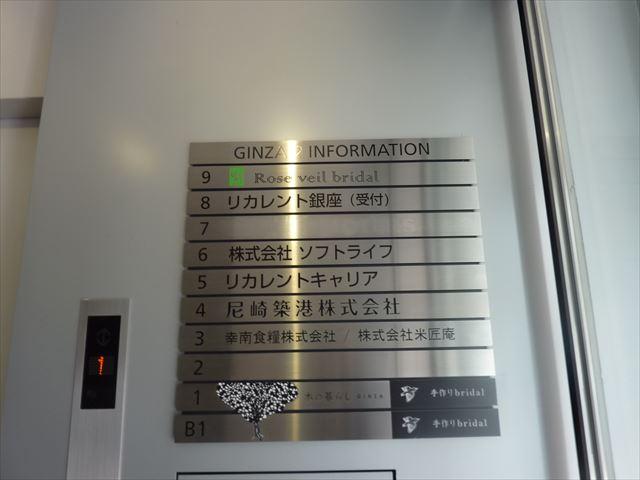 GINZA 2 INFORMATION
9 Rose veil bridal
8 リカレント銀座（受付）
7
6 株式会社 ソフトライフ
5 リカレントキャリア
4 尼崎築港株式会社
3 幸南食糧株式会社 / 株式会社米匠庵
2
1 木の暮らし GINZA 手作りbridal
B1 手作りbridal
1